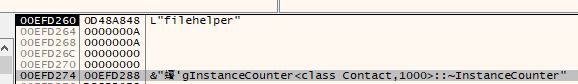 00EFD260 0D48A848 L"filehelper"
00EFD264 0000000A
00EFD268 0000000A
00EFD26C 00000000
00EFD270 00000000
00EFD274 00EFD288 'gInstanceCounter<class Contact,1000>::~InstanceCounter"